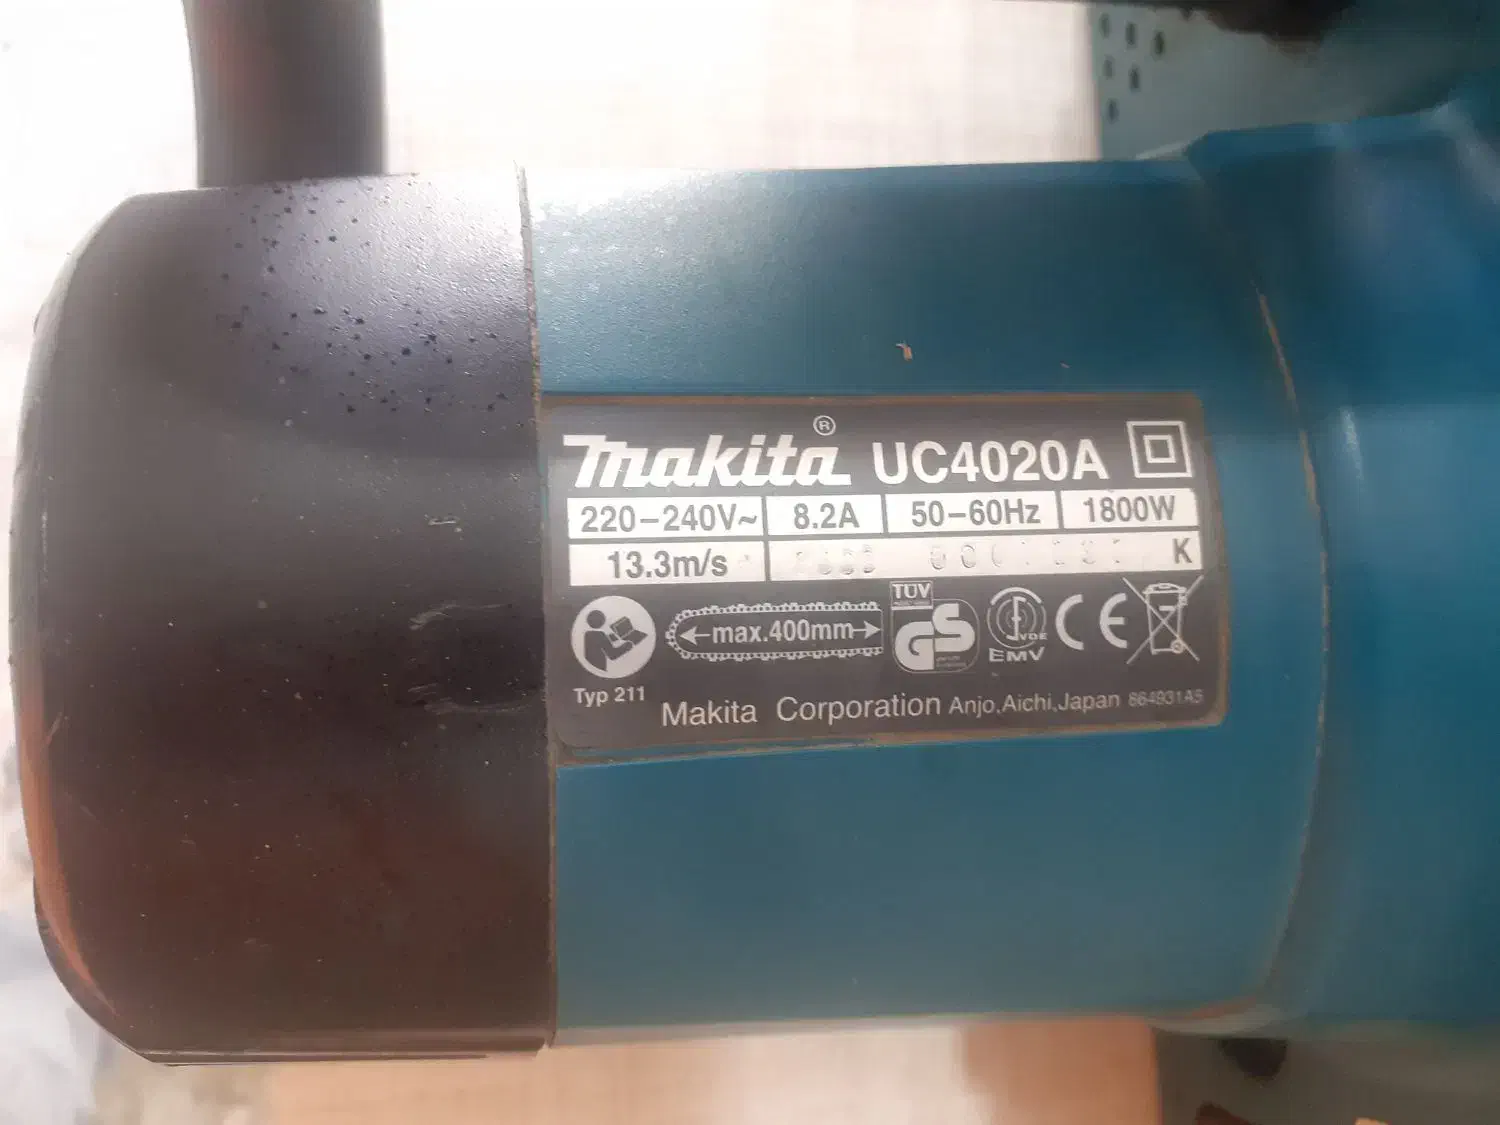 makita® UC4020A
220-240V~ 8.2A 50-60Hz 1800W
13.3m/s K
max.400mm
TÜV
GS
VDE
EMV
CE
Typ 211
Makita Corporation Anjo,Aichi,Japan 864931A5